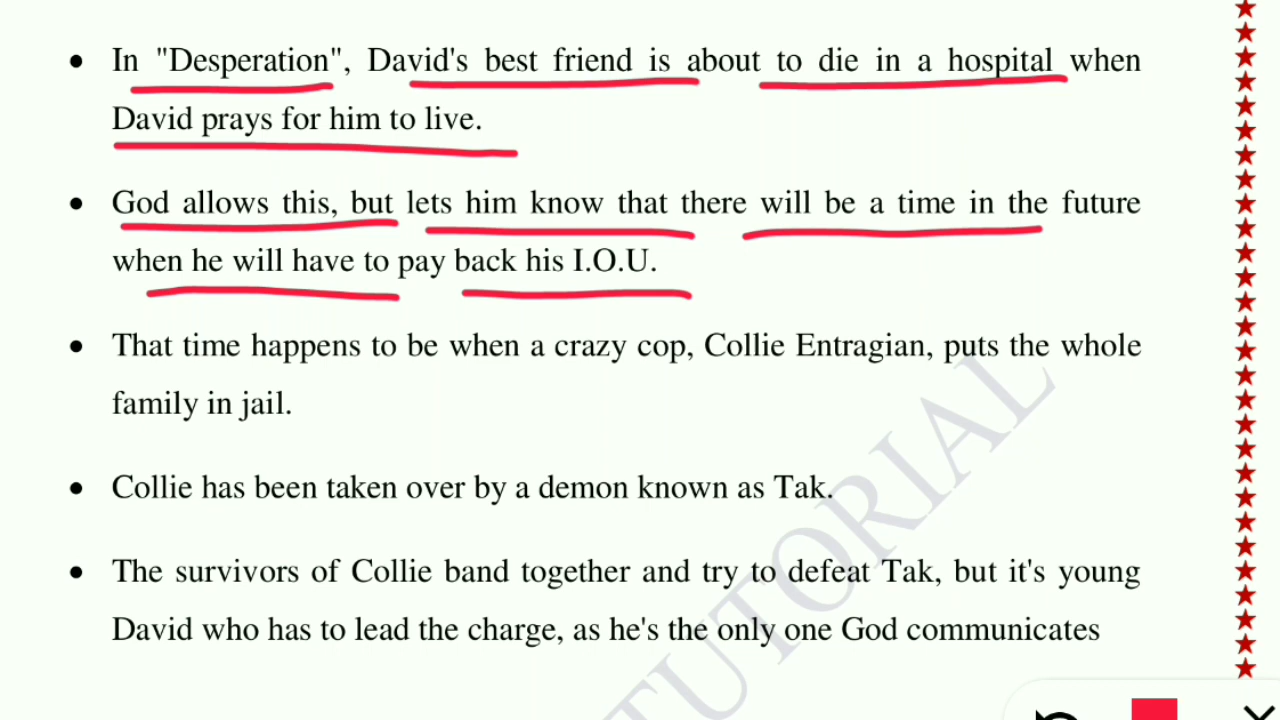 • In "Desperation", David's best friend is about to die in a hospital when
David prays for him to live.
• God allows this, but lets him know that there will be a time in the future
when he will have to pay back his I.O.U.
• That time happens to be when a crazy cop, Collie Entragian, puts the whole
family in jail.
• Collie has been taken over by a demon known as Tak.
• The survivors of Collie band together and try to defeat Tak, but it's young
David who has to lead the charge, as he's the only one God communicates
TUTORIAL